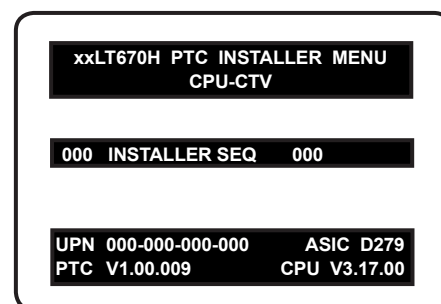 xxLT670H PTC INSTALLER MENU
CPU-CTV
000 INSTALLER SEQ 000
UPN 000-000-000-000 ASIC D279
PTC V1.00.009 CPU V3.17.00